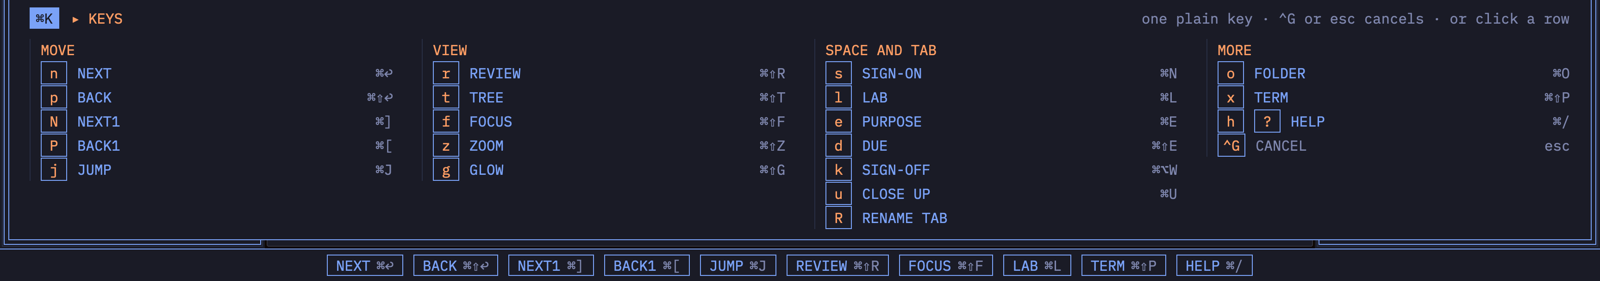 ⌘K ▸ KEYS one plain key · ^G or esc cancels · or click a row
MOVE
n NEXT ⌘↩
p BACK ⌘⇧↩
N NEXT1 ⌘]
P BACK1 ⌘[
j JUMP ⌘J
VIEW
r REVIEW ⌘⇧R
t TREE ⌘⇧T
f FOCUS ⌘⇧F
z ZOOM ⌘⇧Z
g GLOW ⌘⇧G
SPACE AND TAB
s SIGN-ON ⌘N
l LAB ⌘L
e PURPOSE ⌘E
d DUE ⌘⇧E
k SIGN-OFF ⌘⌥W
u CLOSE UP ⌘U
R RENAME TAB
MORE
o FOLDER ⌘O
x TERM ⌘⇧P
h ? HELP ⌘/
^G CANCEL esc
NEXT ⌘↩ BACK ⌘⇧↩ NEXT1 ⌘] BACK1 ⌘[ JUMP ⌘J REVIEW ⌘⇧R FOCUS ⌘⇧F LAB ⌘L TERM ⌘⇧P HELP ⌘/